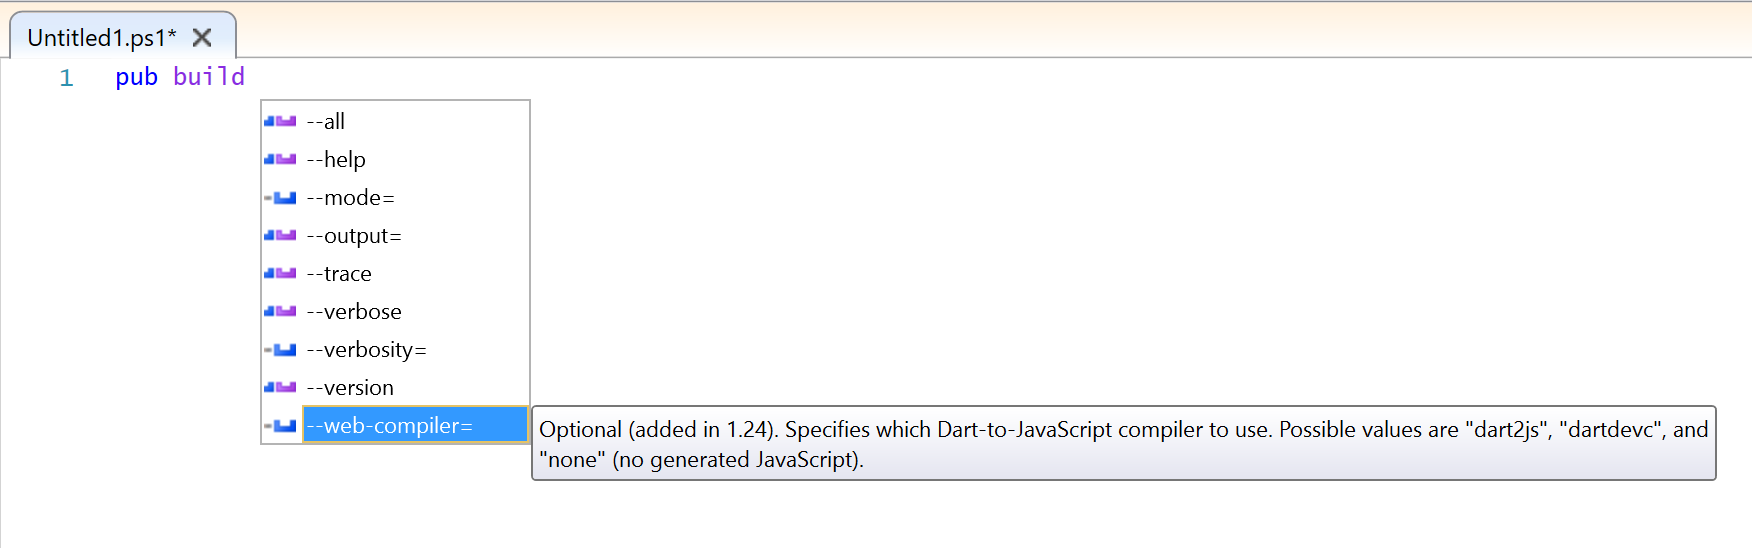 Untitled1.ps1*
1 pub build
--all
--help
--mode=
--output=
--trace
--verbose
--verbosity=
--version
--web-compiler=
Optional (added in 1.24). Specifies which Dart-to-JavaScript compiler to use. Possible values are "dart2js", "dartdevc", and
"none" (no generated JavaScript).